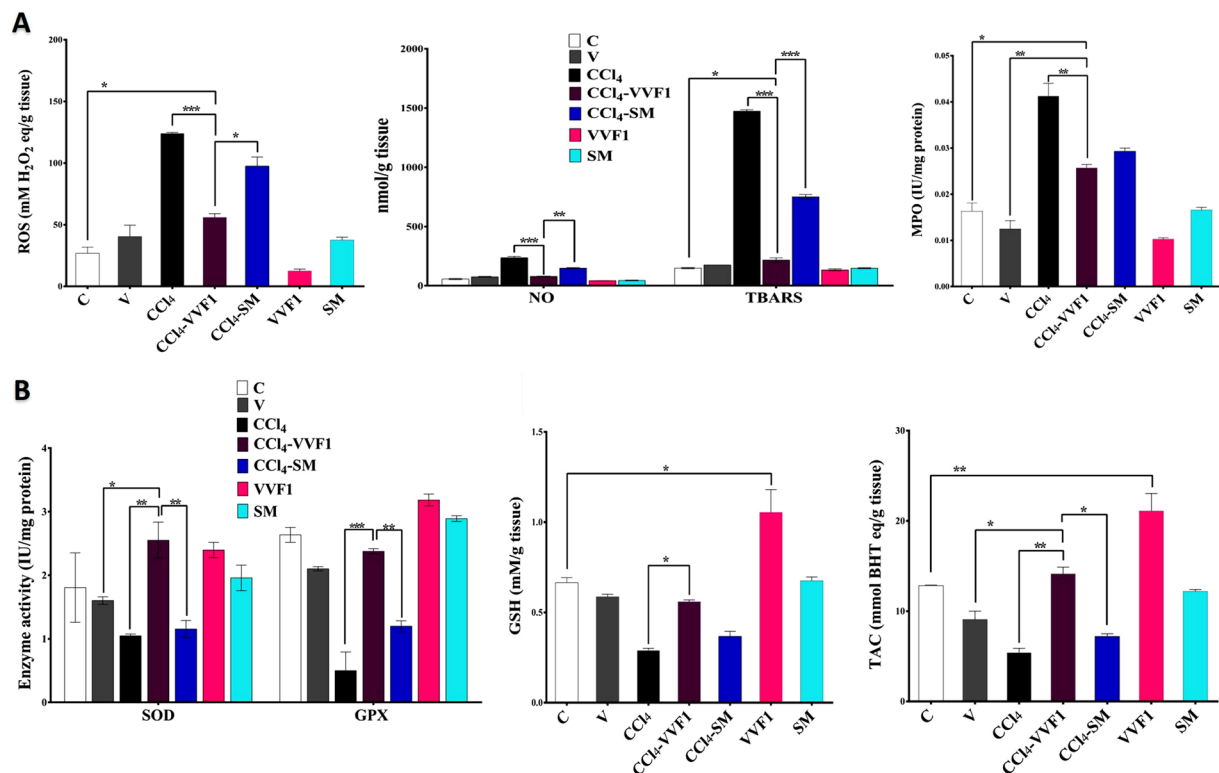 A
ROS (mM H₂O₂ eq/g tissue)
200
150
100
50
0
*
***
*
C
V
CCl₄
CCl₄-VVF1
CCl₄-SM
VVF1
SM
nmol/g tissue
2000
1500
1000
500
0
***
**
*
***
***
NO
TBARS
C
V
CCl₄
CCl₄-VVF1
CCl₄-SM
VVF1
SM
MPO (IU/mg protein)
0.05
0.04
0.03
0.02
0.01
0.00
*
**
**
C
V
CCl₄
CCl₄-VVF1
CCl₄-SM
VVF1
SM
B
Enzyme activity (IU/mg protein)
4
3
2
1
0
*
**
**
***
**
SOD
GPX
C
V
CCl₄
CCl₄-VVF1
CCl₄-SM
VVF1
SM
GSH (mM/g tissue)
1.5
1.0
0.5
0.0
*
*
C
V
CCl₄
CCl₄-VVF1
CCl₄-SM
VVF1
SM
TAC (mmol BHT eq/g tissue)
30
20
10
0
**
*
*
**
C
V
CCl₄
CCl₄-VVF1
CCl₄-SM
VVF1
SM